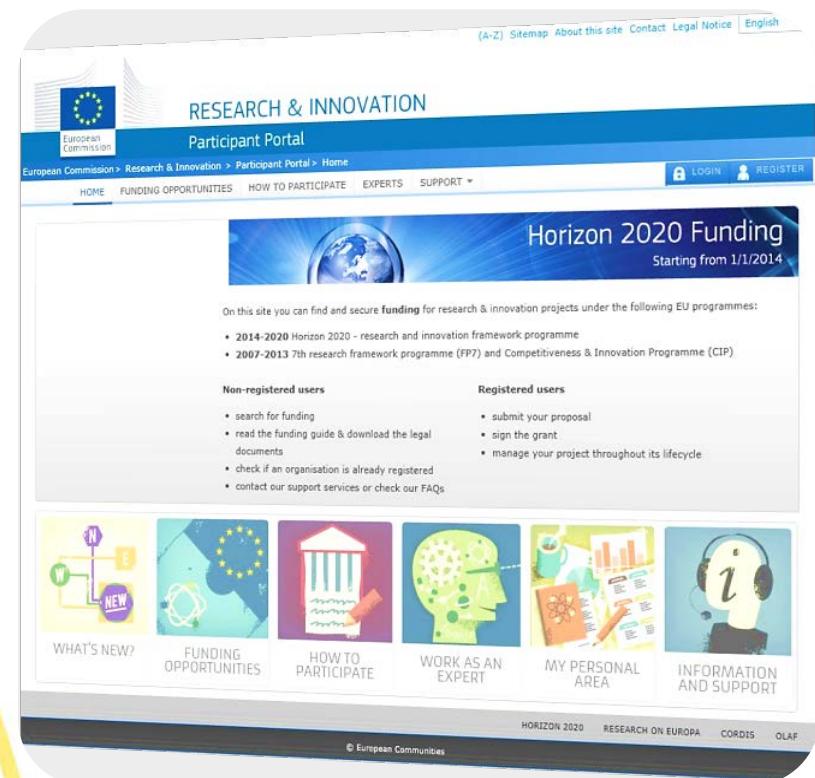 (A-Z) Sitemap About this site Contact Legal Notice English
RESEARCH & INNOVATION
European
Commission
Participant Portal
European Commission > Research & Innovation > Participant Portal > Home
HOME FUNDING OPPORTUNITIES HOW TO PARTICIPATE EXPERTS SUPPORT
LOGIN REGISTER
Horizon 2020 Funding
Starting from 1/1/2014
On this site you can find and secure funding for research & innovation projects under the following EU programmes:
• 2014-2020 Horizon 2020 - research and innovation framework programme
• 2007-2013 7th research framework programme (FP7) and Competitiveness & Innovation Programme (CIP)
Non-registered users
• search for funding
• read the funding guide & download the legal
documents
• check if an organisation is already registered
• contact our support services or check our FAQs
Registered users
• submit your proposal
• sign the grant
• manage your project throughout its lifecycle
N
E
W
NEW
A
i
WHAT'S NEW?
FUNDING
OPPORTUNITIES
HOW TO
PARTICIPATE
WORK AS AN
EXPERT
MY PERSONAL
AREA
INFORMATION
AND SUPPORT
HORIZON 2020 RESEARCH ON EUROPA CORDIS OLAF
© European Communities